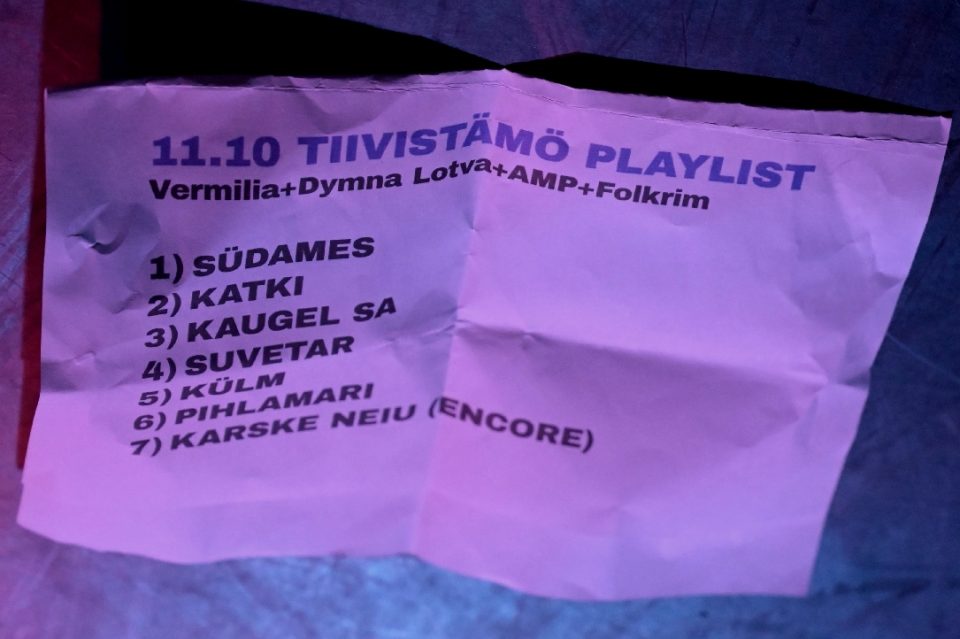 11.10 TIIVISTÄMÖ PLAYLIST
Vermilia+Dymna Lotva+AMP+Folkrim
1) SÜDAMES
2) KATKI
3) KAUGEL SA
4) SUVETAR
5) KÜLM
6) PIHLAMARI
7) KARSKE NEIU (ENCORE)